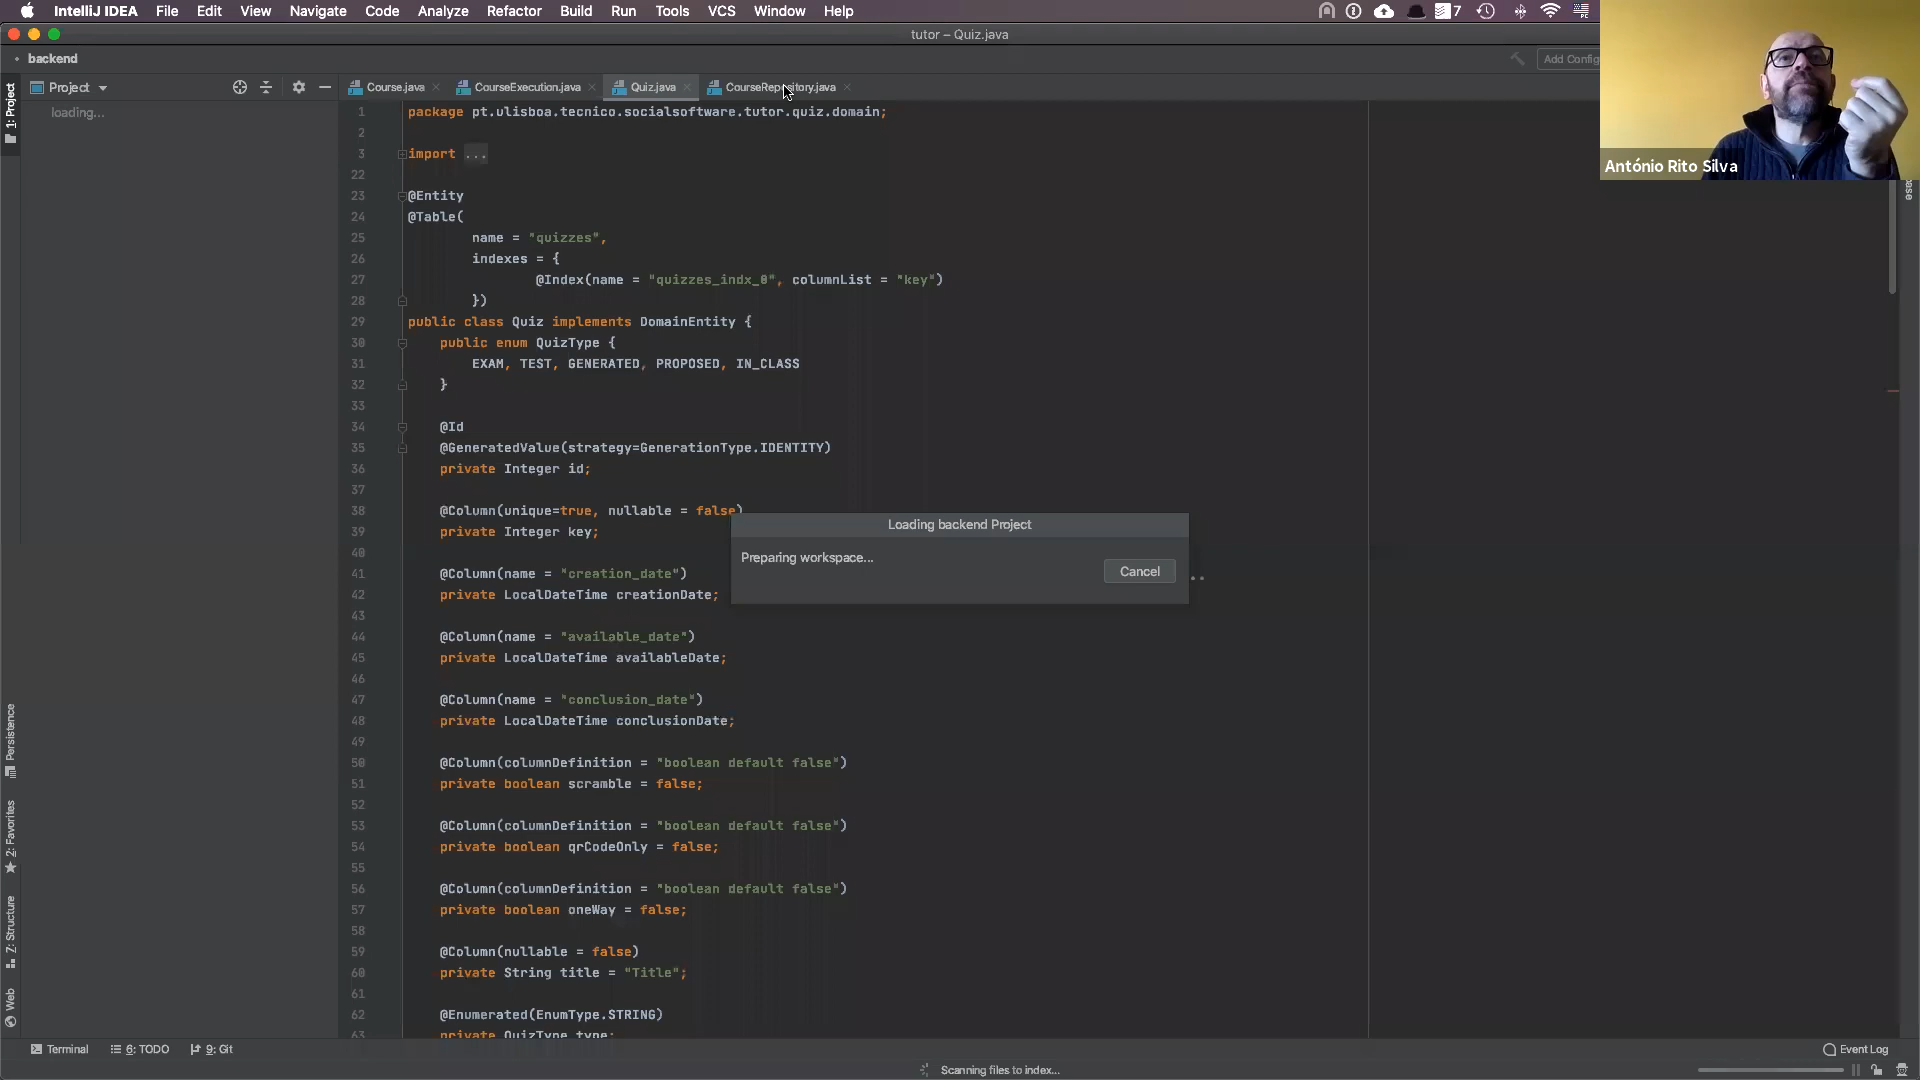 IntelliJ IDEA File Edit View Navigate Code Analyze Refactor Build Run Tools VCS Window Help 7
tutor – Quiz.java
backend
Add Config
Project
Course.java CourseExecution.java Quiz.java CourseRepository.java
loading...
1: Project
António Rito Silva
1 package pt.ulisboa.tecnico.socialsoftware.tutor.quiz.domain;
2
3 import ...
22
23 @Entity
24 @Table(
25 name = "quizzes",
26 indexes = {
27 @Index(name = "quizzes_indx_0", columnList = "key")
28 })
29 public class Quiz implements DomainEntity {
30 public enum QuizType {
31 EXAM, TEST, GENERATED, PROPOSED, IN_CLASS
32 }
33
34 @Id
35 @GeneratedValue(strategy=GenerationType.IDENTITY)
36 private Integer id;
37
38 @Column(unique=true, nullable = false)
39 private Integer key;
40
41 @Column(name = "creation_date")
42 private LocalDateTime creationDate;
43
44 @Column(name = "available_date")
45 private LocalDateTime availableDate;
46
47 @Column(name = "conclusion_date")
48 private LocalDateTime conclusionDate;
49
50 @Column(columnDefinition = "boolean default false")
51 private boolean scramble = false;
52
53 @Column(columnDefinition = "boolean default false")
54 private boolean qrCodeOnly = false;
55
56 @Column(columnDefinition = "boolean default false")
57 private boolean oneWay = false;
58
59 @Column(nullable = false)
60 private String title = "Title";
61
62 @Enumerated(EnumType.STRING)
63 private QuizType type;
Loading backend Project
Preparing workspace...
Cancel
Persistence
2: Favorites
Z: Structure
Web
Terminal 6: TODO 9: Git
Event Log
Scanning files to index...